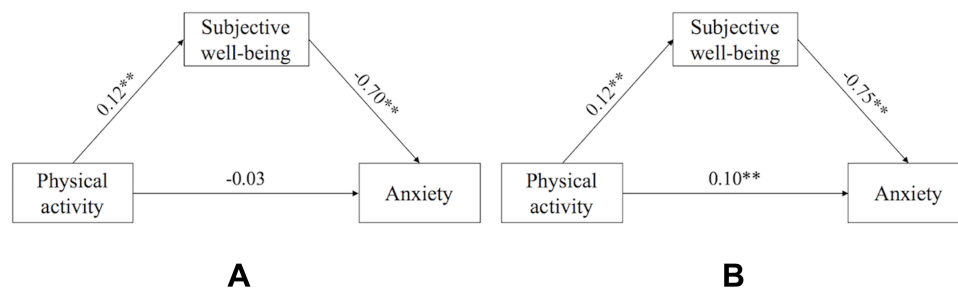 Subjective
well-being
0.12**
-0.70**
Physical
activity
-0.03
Anxiety
A
Subjective
well-being
0.12**
-0.75**
Physical
activity
0.10**
Anxiety
B